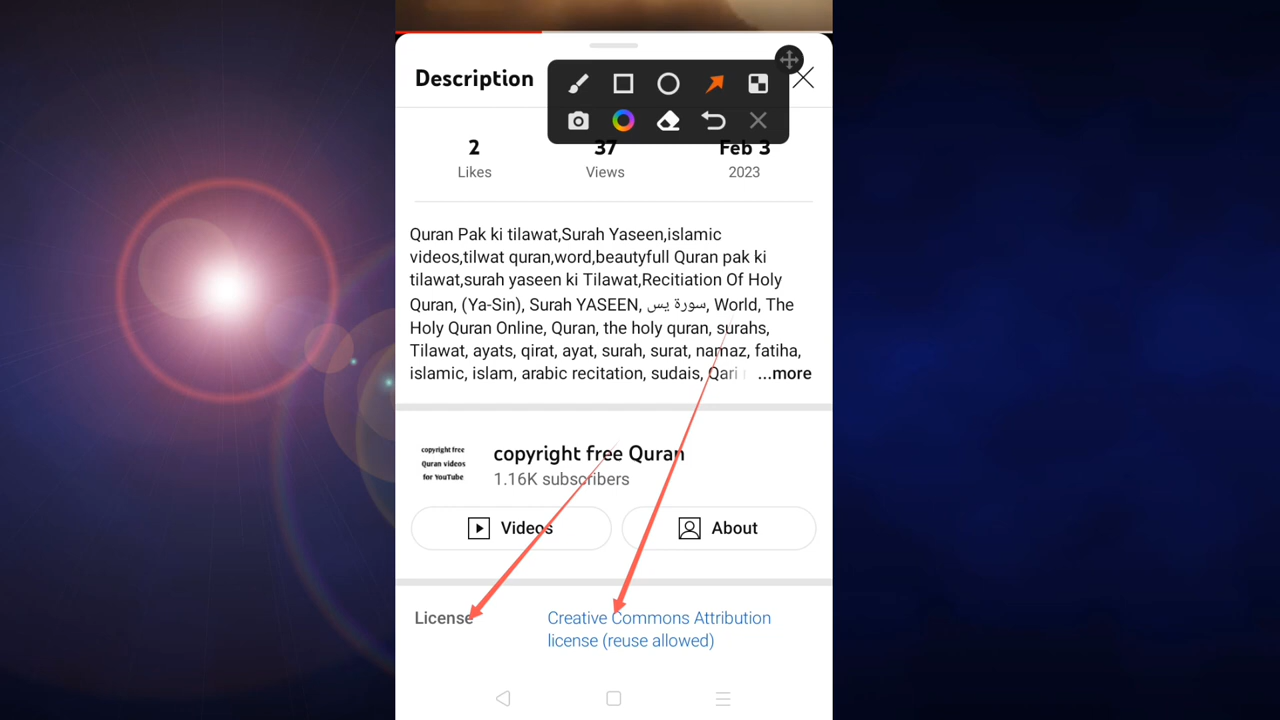 Description
2
Likes
37
Views
Feb 3
2023
Quran Pak ki tilawat,Surah Yaseen,islamic
videos,tilwat quran,word,beautyfull Quran pak ki
tilawat,surah yaseen ki Tilawat,Recitiation Of Holy
Quran, (Ya-Sin), Surah YASEEN, سورة يس, World, The
Holy Quran Online, Quran, the holy quran, surahs,
Tilawat, ayats, qirat, ayat, surah, surat, namaz, fatiha,
islamic, islam, arabic recitation, sudais, Qari ...more
copyright free
Quran videos
for YouTube
copyright free Quran
1.16K subscribers
Videos
About
License
Creative Commons Attribution
license (reuse allowed)